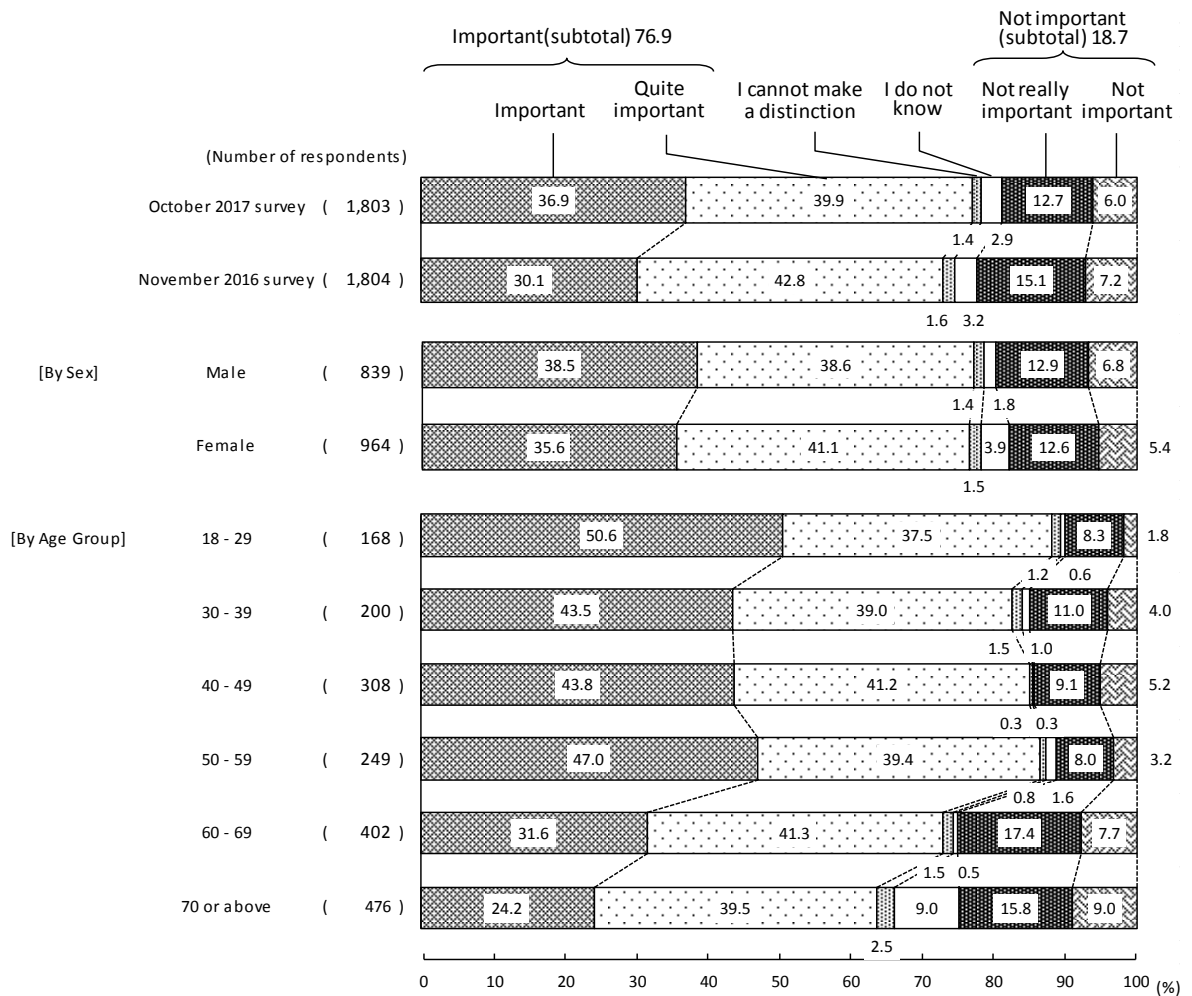 Important(subtotal) 76.9
Not important
(subtotal) 18.7
Important
Quite
important
I cannot make
a distinction
I do not
know
Not really
important
Not
important
(Number of respondents)
October 2017 survey ( 1,803 ) 36.9 39.9 12.7 6.0
1.4 2.9
November 2016 survey ( 1,804 ) 30.1 42.8 15.1 7.2
1.6 3.2
[By Sex] Male ( 839 ) 38.5 38.6 12.9 6.8
1.4 1.8
Female ( 964 ) 35.6 41.1 3.9 12.6 5.4
1.5
[By Age Group] 18 - 29 ( 168 ) 50.6 37.5 8.3 1.8
1.2 0.6
30 - 39 ( 200 ) 43.5 39.0 11.0 4.0
1.5 1.0
40 - 49 ( 308 ) 43.8 41.2 9.1 5.2
0.3 0.3
50 - 59 ( 249 ) 47.0 39.4 8.0 3.2
0.8 1.6
60 - 69 ( 402 ) 31.6 41.3 17.4 7.7
1.5 0.5
70 or above ( 476 ) 24.2 39.5 9.0 15.8 9.0
2.5
0 10 20 30 40 50 60 70 80 90 100 (%)